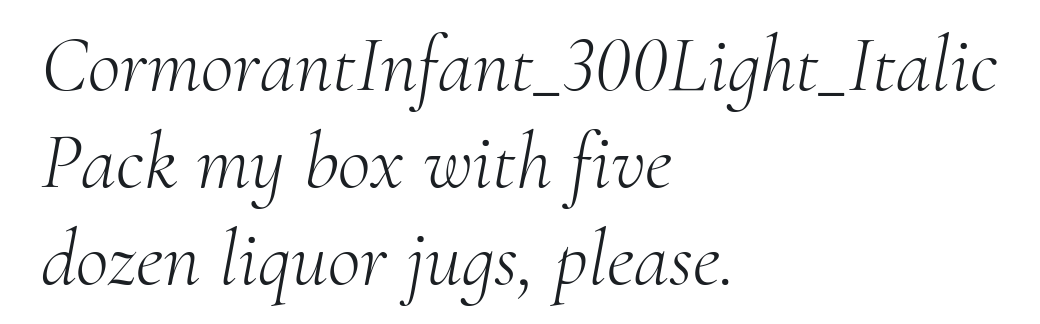 CormorantInfant_300Light_Italic
Pack my box with five
dozen liquor jugs, please.